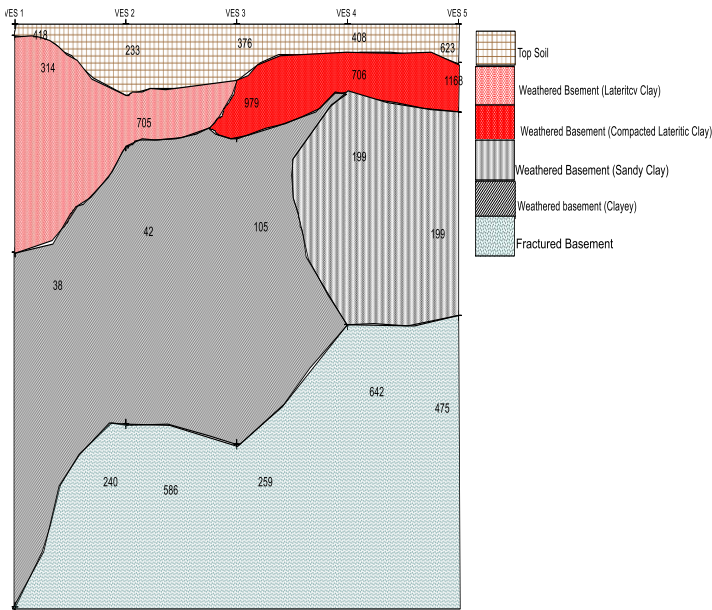 VES 1 VES 2 VES 3 VES 4 VES 5
418 233 376 408 623
314 705 979 706 1168
199
42 105 199
38
642 475
240 586 259
Top Soil
Weathered Bsement (Lateritcv Clay)
Weathered Basement (Compacted Lateritic Clay)
Weathered Basement (Sandy Clay)
Weathered basement (Clayey)
Fractured Basement